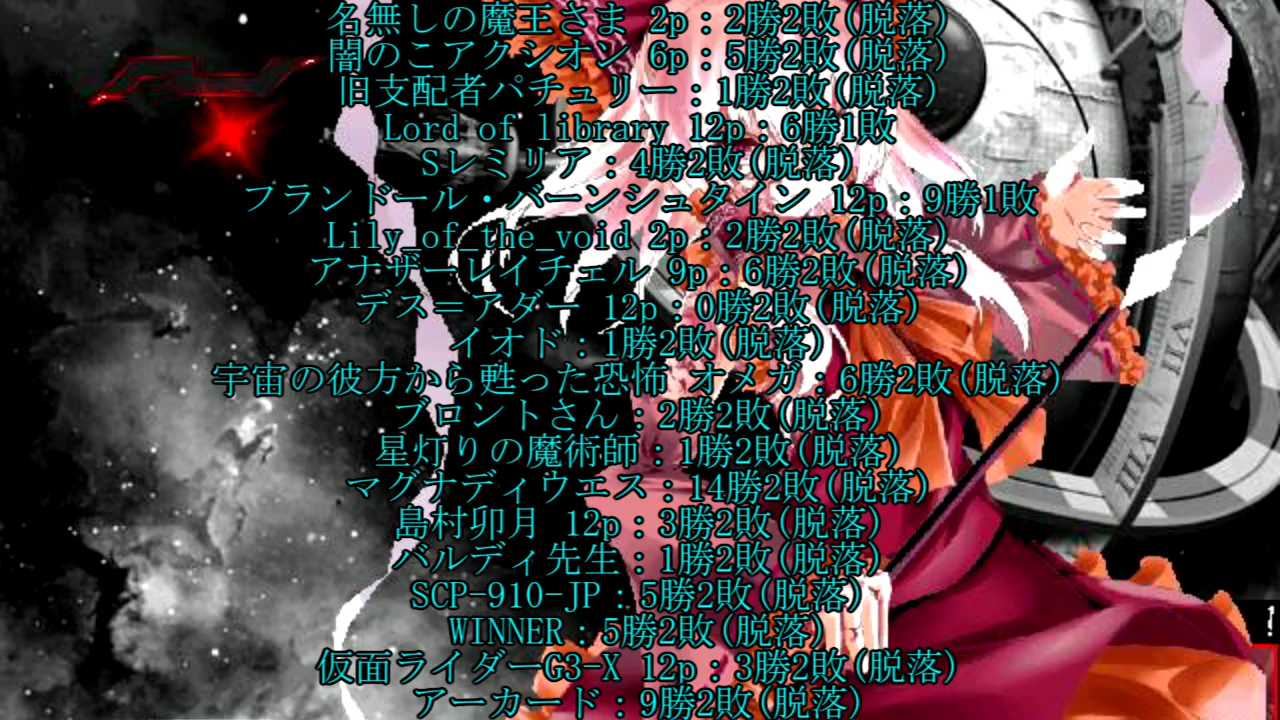 名無しの魔王さま 2p：2勝2敗(脱落)
闇のこアクシオン 6p：5勝2敗(脱落)
旧支配者パチュリー：1勝2敗(脱落)
Lord of library 12p：6勝1敗
Sレミリア：4勝2敗(脱落)
フランドール・バーンシュタイン 12p：9勝1敗
Lily_of_the_void 2p：2勝2敗(脱落)
アナザーレイチェル 9p：6勝2敗(脱落)
デス＝アダー 12p：0勝2敗(脱落)
イオド：1勝2敗(脱落)
宇宙の彼方から甦った恐怖 オメガ：6勝2敗(脱落)
ブロントさん：2勝2敗(脱落)
星灯りの魔術師：1勝2敗(脱落)
マグナディウエス：14勝2敗(脱落)
島村卯月 12p：3勝2敗(脱落)
バルディ先生：1勝2敗(脱落)
SCP-910-JP：5勝2敗(脱落)
WINNER：5勝2敗(脱落)
仮面ライダーG3-X 12p：3勝2敗(脱落)
アーカード：9勝2敗(脱落)